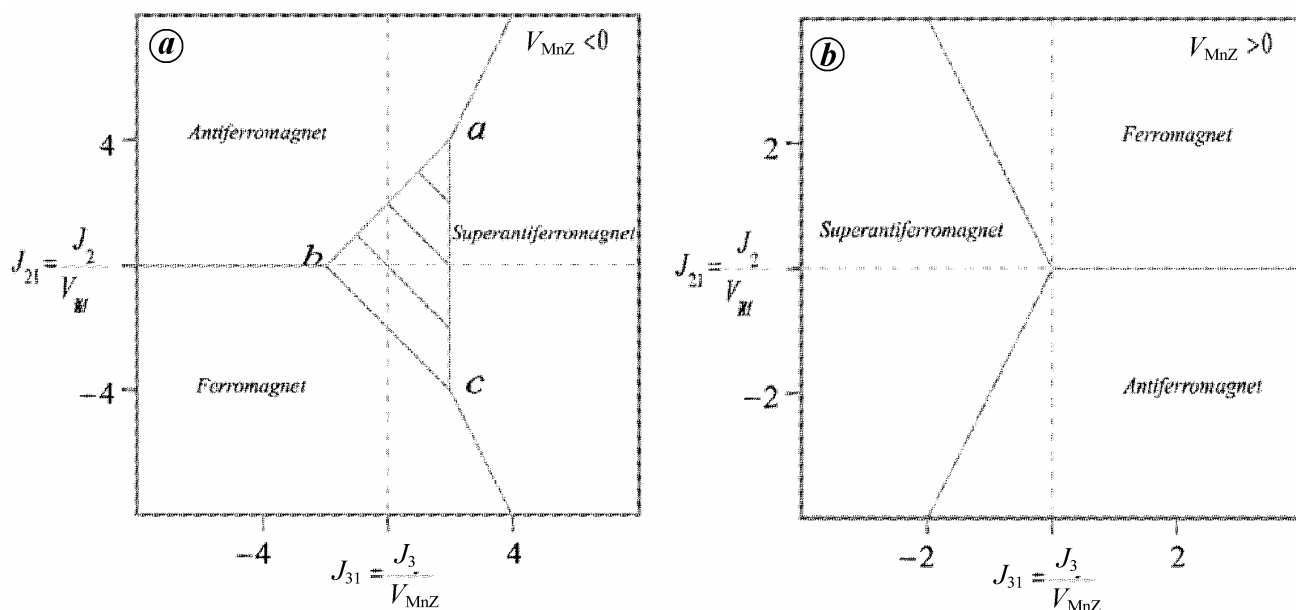 a
V_MnZ <0
Antiferromagnet
4
a
Superantiferromagnet
b
J_21 = J_2 / V
Ferromagnet
c
−4
−4
4
J_31 = J_3 / V_MnZ
b
V_MnZ >0
Ferromagnet
2
Superantiferromagnet
J_21 = J_2 / V
−2
Antiferromagnet
−2
2
J_31 = J_3 / V_MnZ